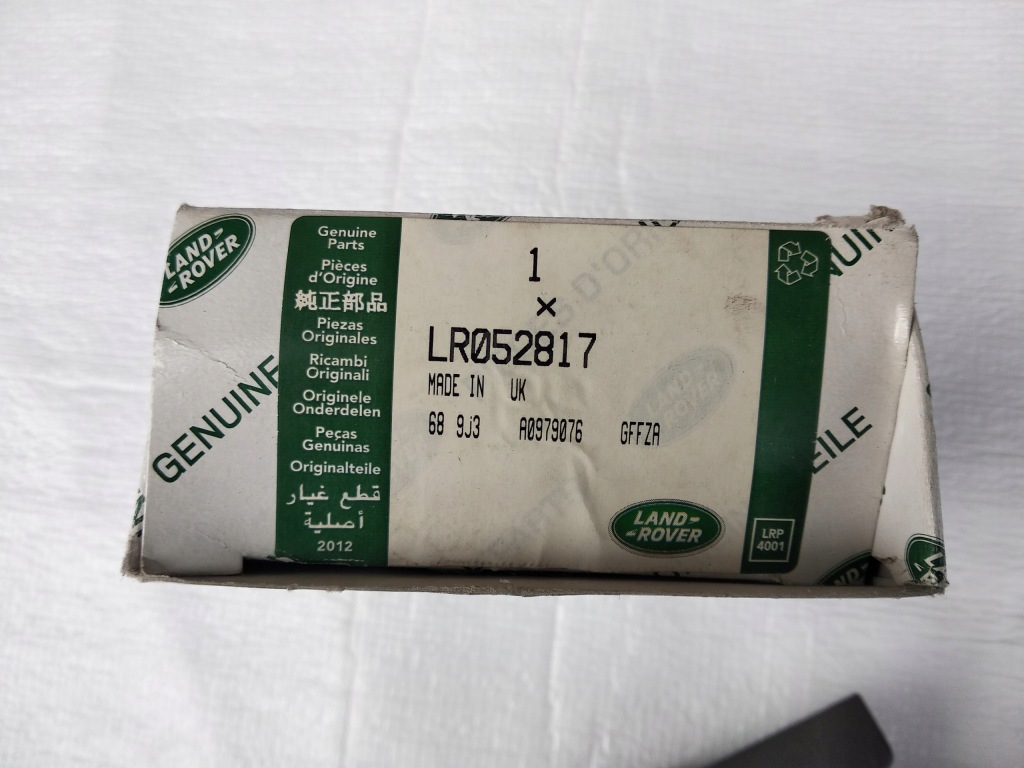 LAND-
ROVER
GENUINE
Genuine
Parts
Pièces
d'Origine
純正部品
Piezas
Originales
Ricambi
Originali
Originele
Onderdelen
Peças
Genuinas
Originalteile
قطع غيار
أصلية
2012
1
×
LR052817
MADE IN UK
68 9J3 A0979076 GFFZA
LAND-
ROVER
LRP
4001
NUI
EILE